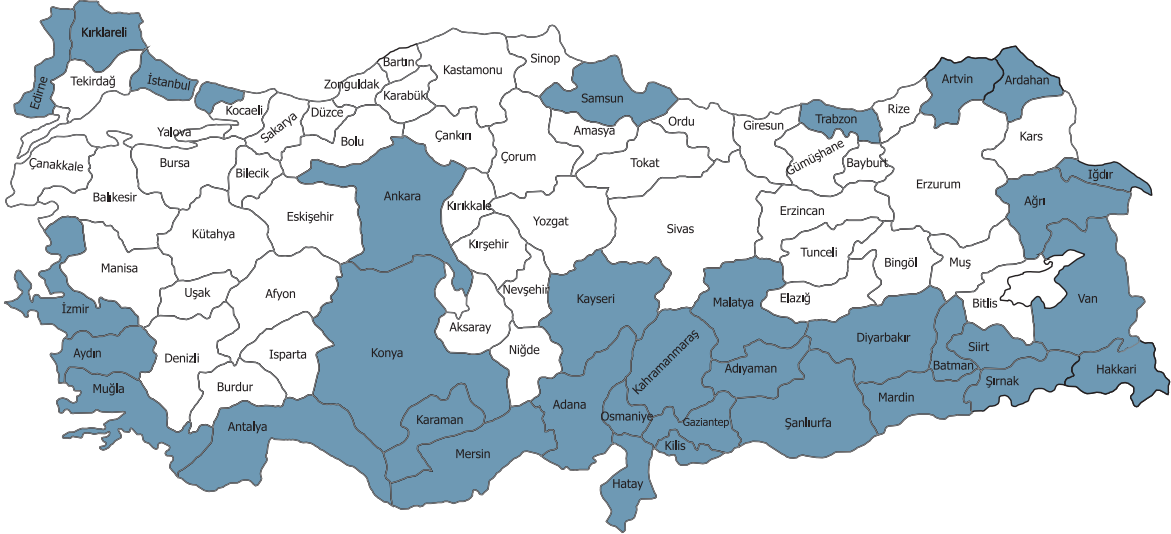 Kırklareli
Edirne
Tekirdağ
İstanbul
Kocaeli
Yalova
Sakarya
Düzce
Zonguldak
Bartın
Karabük
Kastamonu
Sinop
Samsun
Bolu
Çankırı
Çorum
Amasya
Ordu
Tokat
Giresun
Trabzon
Gümüşhane
Bayburt
Rize
Artvin
Ardahan
Kars
Iğdır
Ağrı
Erzurum
Erzincan
Çanakkale
Bursa
Bilecik
Balıkesir
Eskişehir
Kütahya
Ankara
Kırıkkale
Kırşehir
Yozgat
Sivas
Tunceli
Bingöl
Muş
Bitlis
Van
Manisa
Uşak
Afyon
İzmir
Aksaray
Nevşehir
Kayseri
Malatya
Elazığ
Diyarbakır
Batman
Siirt
Şırnak
Hakkari
Aydın
Denizli
Isparta
Konya
Niğde
Kahramanmaraş
Adıyaman
Mardin
Muğla
Burdur
Antalya
Karaman
Mersin
Adana
Osmaniye
Gaziantep
Kilis
Şanlıurfa
Hatay